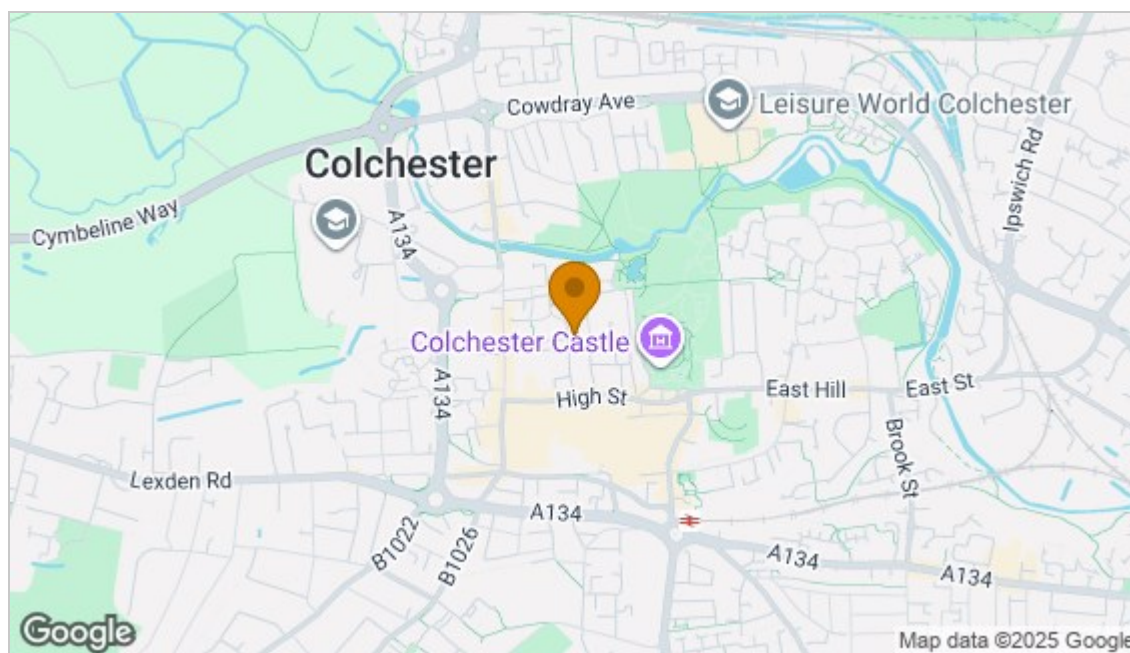 Cowdray Ave
Leisure World Colchester
Ipswich Rd
Colchester
Cymbeline Way
A134
Colchester Castle
A134
High St
East Hill
East St
Brook St
Lexden Rd
A134
B1022
B1026
A134
A134
Google
Map data ©2025 Google